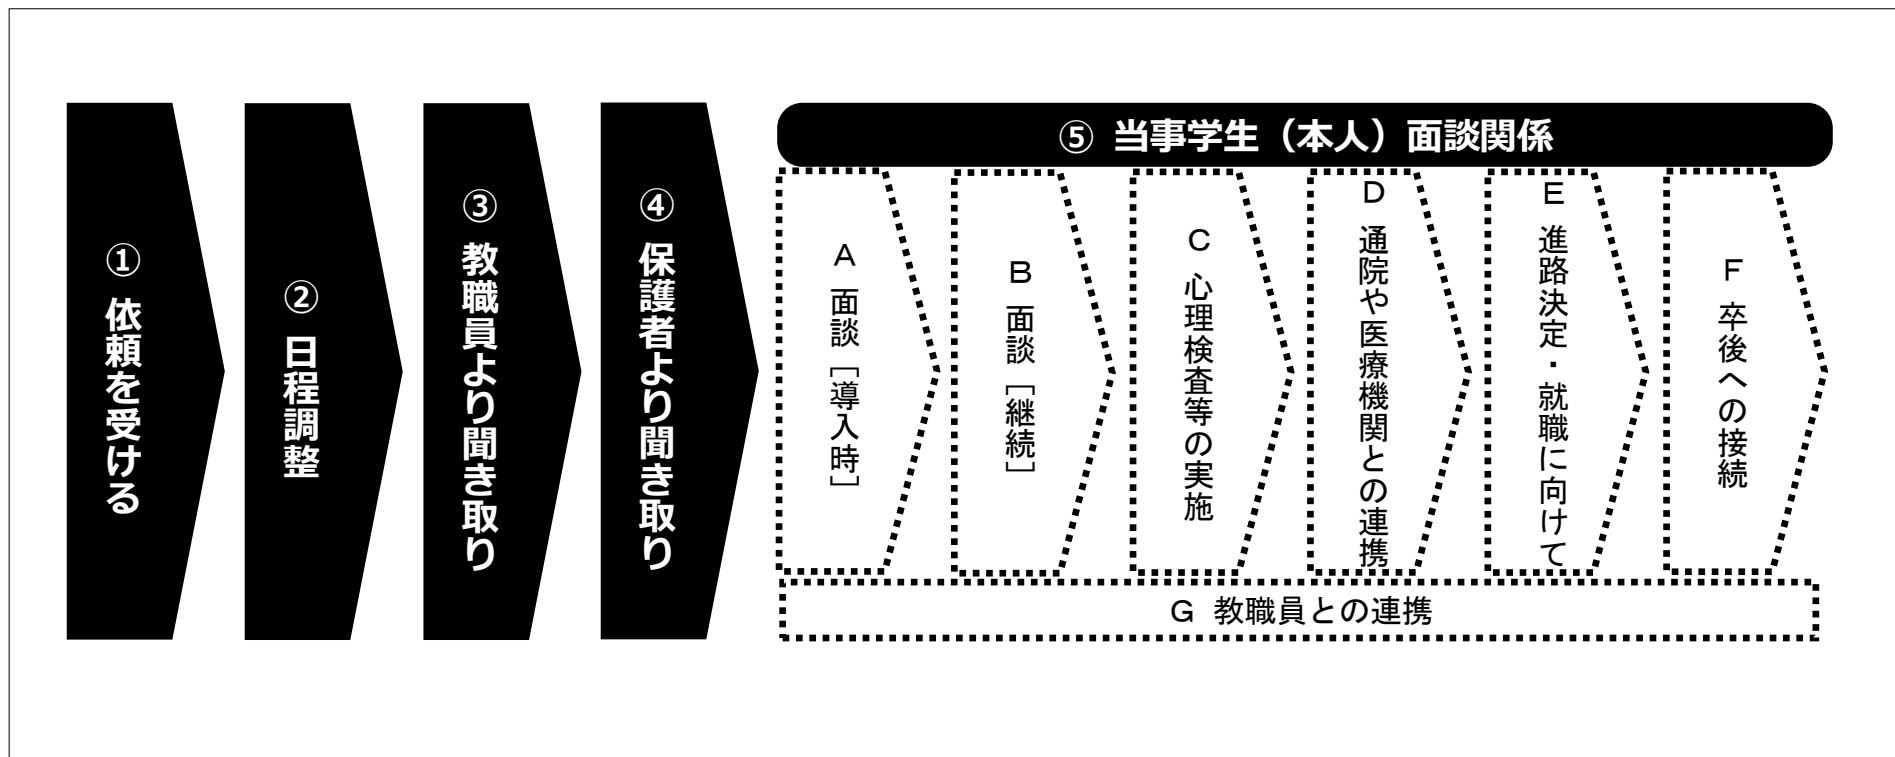 ① 依頼を受ける
② 日程調整
③ 教職員より聞き取り
④ 保護者より聞き取り
⑤ 当事学生（本人）面談関係
A 面談［導入時］
B 面談［継続］
C 心理検査等の実施
D 通院や医療機関との連携
E 進路決定・就職に向けて
F 卒後への接続
G 教職員との連携